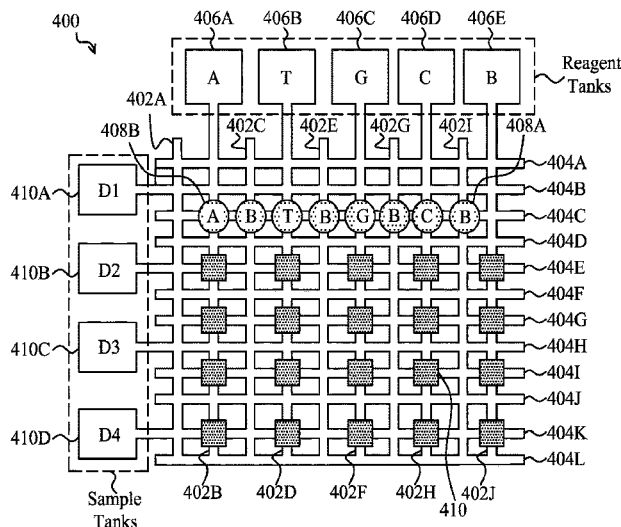 400
406A 406B 406C 406D 406E
A T G C B
Reagent
Tanks
402A
408B
402C 402E 402G 402I
408A
410A
D1
404A
404B
A B T B G B C B
404C
404D
410B
D2
404E
404F
410C
D3
404G
404H
404I
404J
410D
D4
404K
404L
Sample
Tanks
402B 402D 402F 402H 410 402J